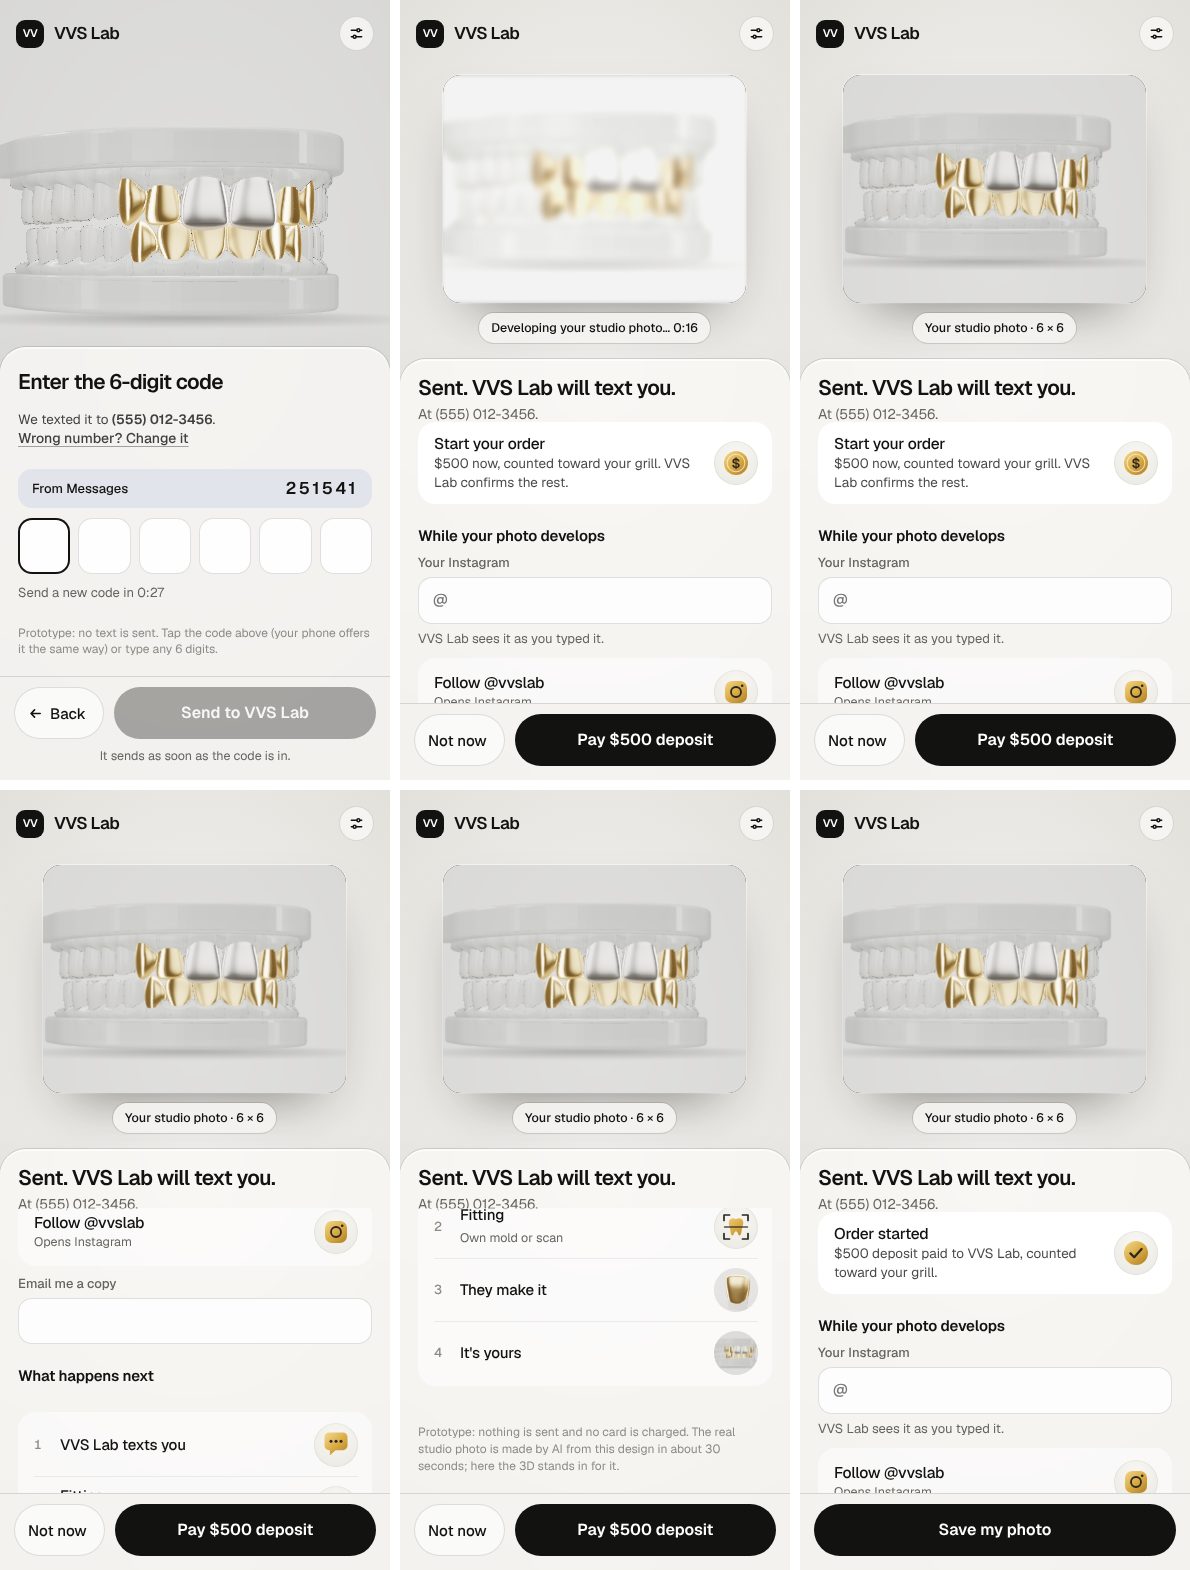 VV VVS Lab
Enter the 6-digit code
We texted it to (555) 012-3456.
Wrong number? Change it
From Messages 251541
Send a new code in 0:27
Prototype: no text is sent. Tap the code above (your phone offers
it the same way) or type any 6 digits.
← Back
Send to VVS Lab
It sends as soon as the code is in.
VV VVS Lab
Developing your studio photo... 0:16
Sent. VVS Lab will text you.
At (555) 012-3456.
Start your order
$500 now, counted toward your grill. VVS
Lab confirms the rest.
$
While your photo develops
Your Instagram
@
VVS Lab sees it as you typed it.
Follow @vvslab
Opens Instagram
Not now
Pay $500 deposit
VV VVS Lab
Your studio photo · 6 × 6
Sent. VVS Lab will text you.
At (555) 012-3456.
Start your order
$500 now, counted toward your grill. VVS
Lab confirms the rest.
$
While your photo develops
Your Instagram
@
VVS Lab sees it as you typed it.
Follow @vvslab
Opens Instagram
Not now
Pay $500 deposit
VV VVS Lab
Your studio photo · 6 × 6
Sent. VVS Lab will text you.
At (555) 012-3456.
Follow @vvslab
Opens Instagram
Email me a copy
What happens next
1 VVS Lab texts you
Fitting
Not now
Pay $500 deposit
VV VVS Lab
Your studio photo · 6 × 6
Sent. VVS Lab will text you.
At (555) 012-3456.
2 Fitting
Own mold or scan
3 They make it
4 It's yours
Prototype: nothing is sent and no card is charged. The real
studio photo is made by AI from this design in about 30
seconds; here the 3D stands in for it.
Not now
Pay $500 deposit
VV VVS Lab
Your studio photo · 6 × 6
Sent. VVS Lab will text you.
At (555) 012-3456.
Order started
$500 deposit paid to VVS Lab, counted
toward your grill.
While your photo develops
Your Instagram
@
VVS Lab sees it as you typed it.
Follow @vvslab
Opens Instagram
Save my photo